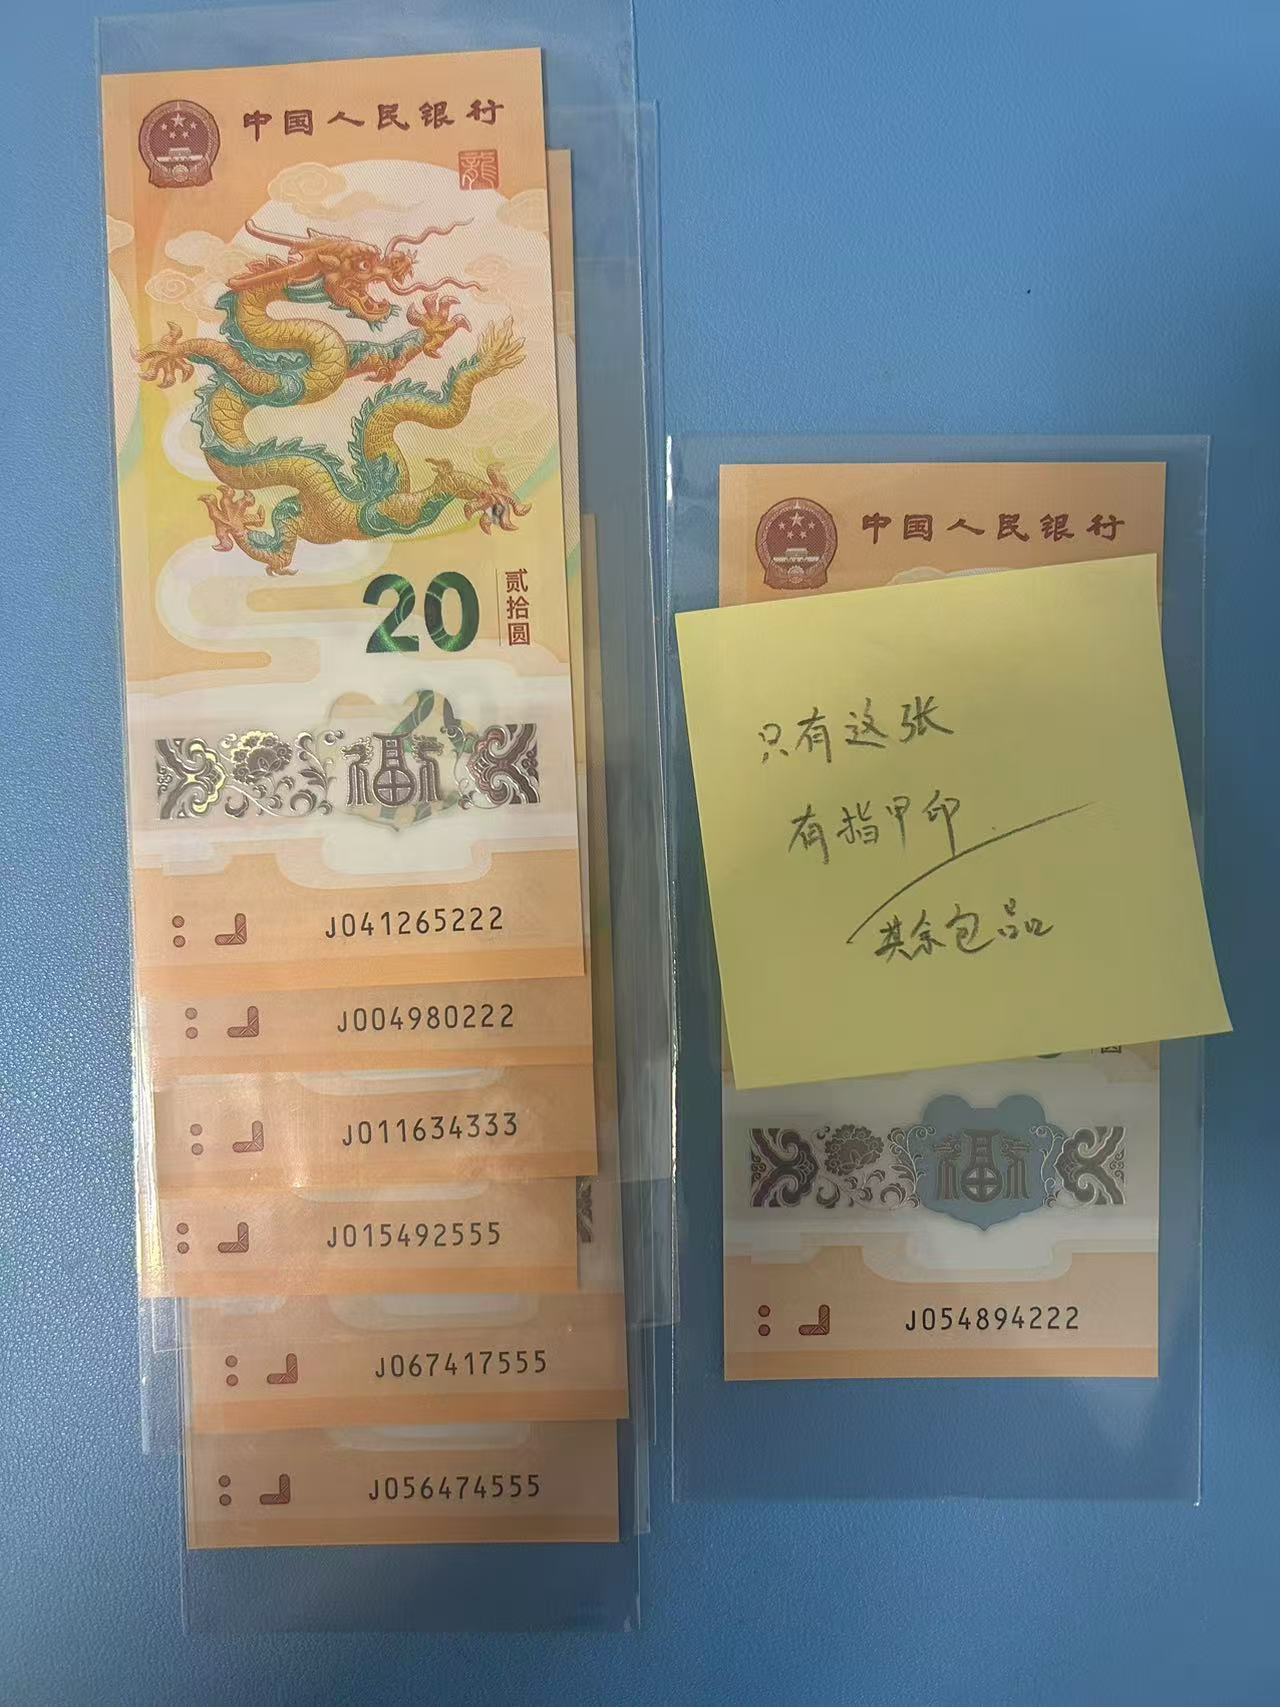 中国人民银行
龍
20
贰拾圆
福
J041265222
J004980222
J011634333
J015492555
J067417555
J056474555
中国人民银行
只有这张
有指甲印
其余包品
圆
福
J054894222